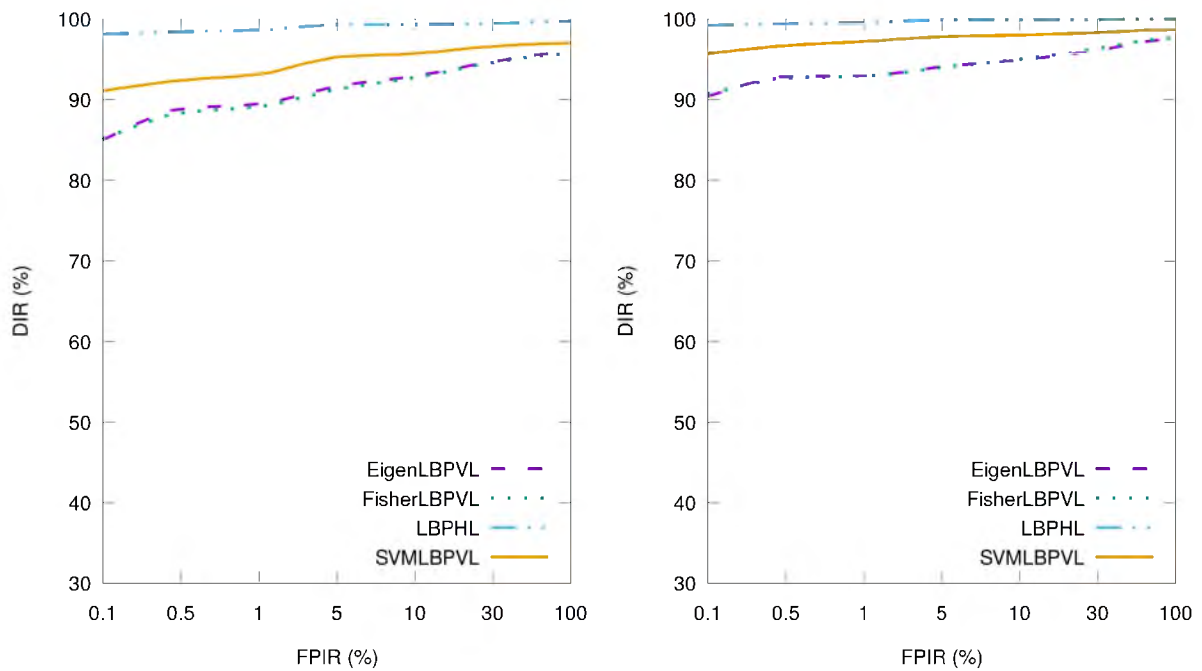 100
90
80
70
60
50
40
30
DIR (%)
EigenLBPVL
FisherLBPVL
LBPHL
SVMLBPVL
0.1 0.5 1 5 10 30 100
FPIR (%)
100
90
80
70
60
50
40
30
DIR (%)
EigenLBPVL
FisherLBPVL
LBPHL
SVMLBPVL
0.1 0.5 1 5 10 30 100
FPIR (%)